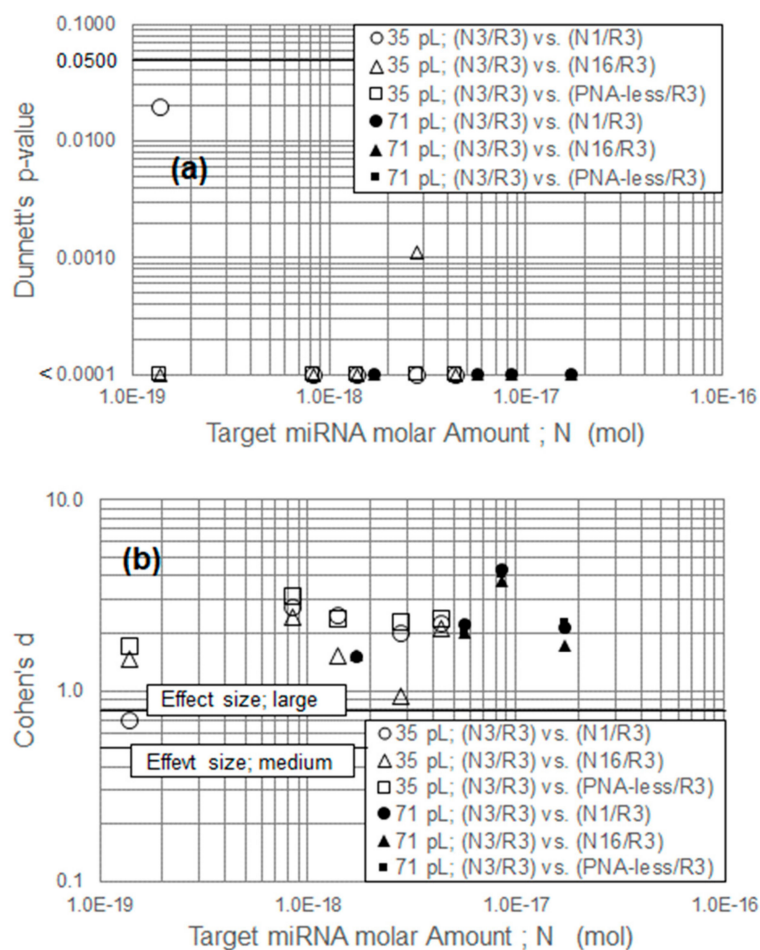 0.1000
0.0500
0.0100
0.0010
< 0.0001
Dunnett's p-value
(a)
35 pL; (N3/R3) vs. (N1/R3)
35 pL; (N3/R3) vs. (N16/R3)
35 pL; (N3/R3) vs. (PNA-less/R3)
71 pL; (N3/R3) vs. (N1/R3)
71 pL; (N3/R3) vs. (N16/R3)
71 pL; (N3/R3) vs. (PNA-less/R3)
1.0E-19 1.0E-18 1.0E-17 1.0E-16
Target miRNA molar Amount ; N (mol)
10.0
1.0
0.1
Cohen's d
(b)
Effect size; large
Effevt size; medium
35 pL; (N3/R3) vs. (N1/R3)
35 pL; (N3/R3) vs. (N16/R3)
35 pL; (N3/R3) vs. (PNA-less/R3)
71 pL; (N3/R3) vs. (N1/R3)
71 pL; (N3/R3) vs. (N16/R3)
71 pL; (N3/R3) vs. (PNA-less/R3)
1.0E-19 1.0E-18 1.0E-17 1.0E-16
Target miRNA molar Amount ; N (mol)